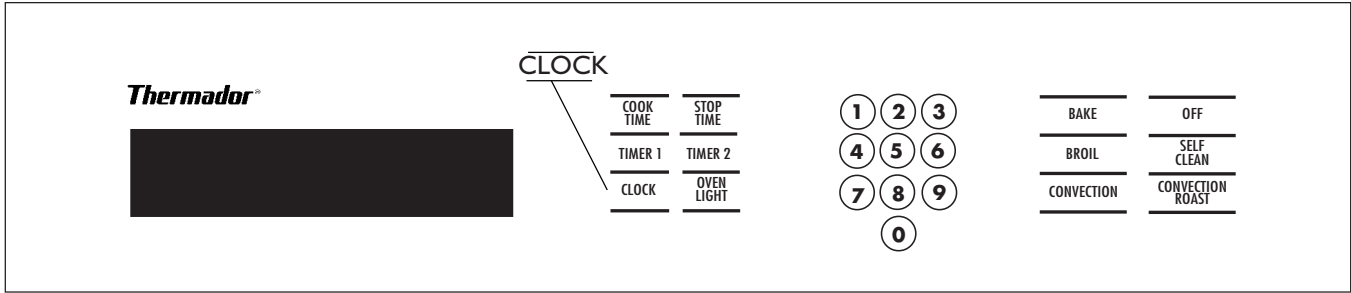 CLOCK
Thermador®
COOK TIME
STOP TIME
TIMER 1
TIMER 2
CLOCK
OVEN LIGHT
1 2 3
4 5 6
7 8 9
0
BAKE
OFF
BROIL
SELF CLEAN
CONVECTION
CONVECTION ROAST